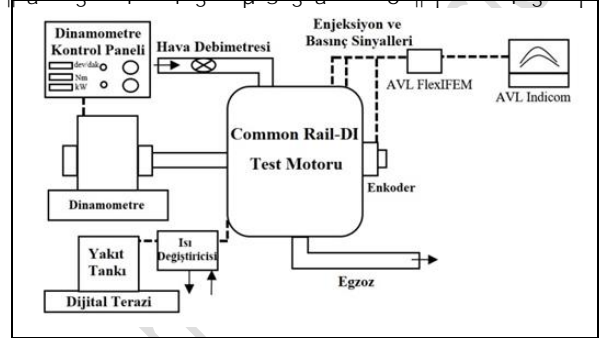 Dinamometre
Kontrol Paneli
dev/dak
Nm
kW
Hava Debimetresi
Enjeksiyon ve
Basınç Sinyalleri
AVL FlexIFEM
AVL Indicom
Common Rail-DI
Test Motoru
Enkoder
Dinamometre
Yakıt
Tankı
Isı
Değiştiricisi
Dijital Terazi
Egzoz